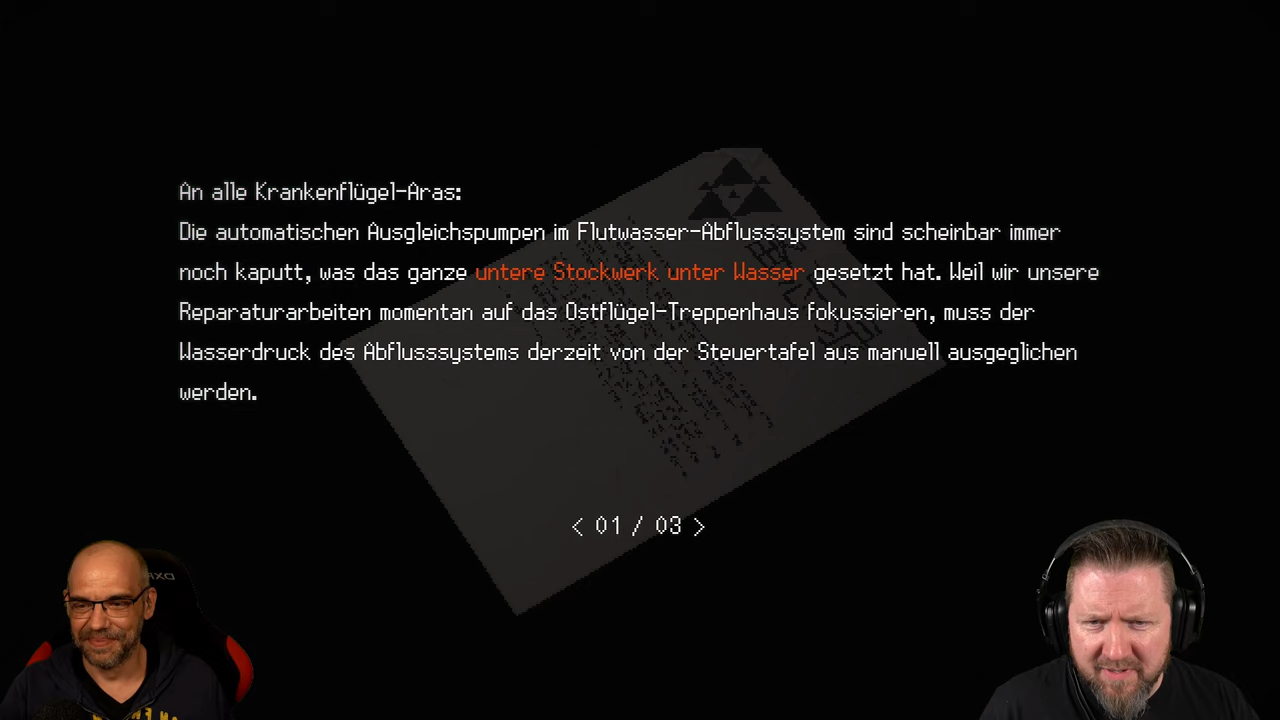 An alle Krankenflügel-Aras:
Die automatischen Ausgleichspumpen im Flutwasser-Abflusssystem sind scheinbar immer
noch kaputt, was das ganze untere Stockwerk unter Wasser gesetzt hat. Weil wir unsere
Reparaturarbeiten momentan auf das Ostflügel-Treppenhaus fokussieren, muss der
Wasserdruck des Abflusssystems derzeit von der Steuertafel aus manuell ausgeglichen
werden.
< 01 / 03 >